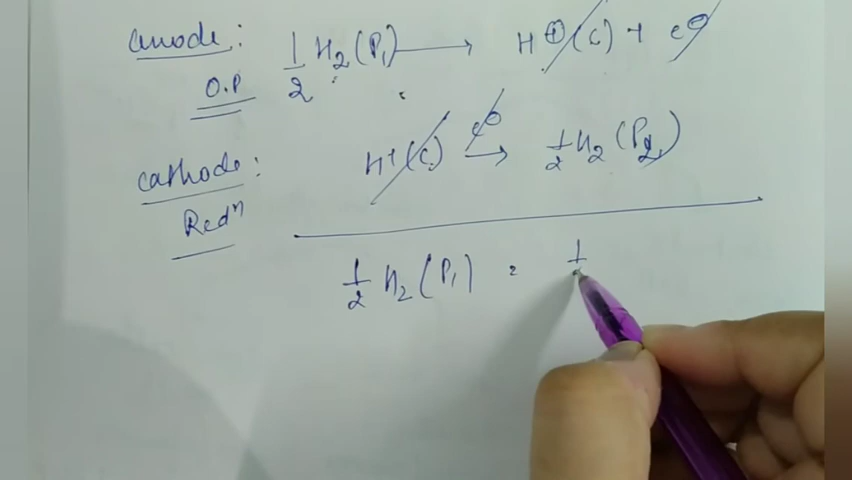 anode: 1/2 H₂(P₁) → H⊕(C) + e⊖
O.P
cathode: H⁺(C) e⊖ → 1/2 H₂(P₂)
Redⁿ
1/2 H₂(P₁) = 1